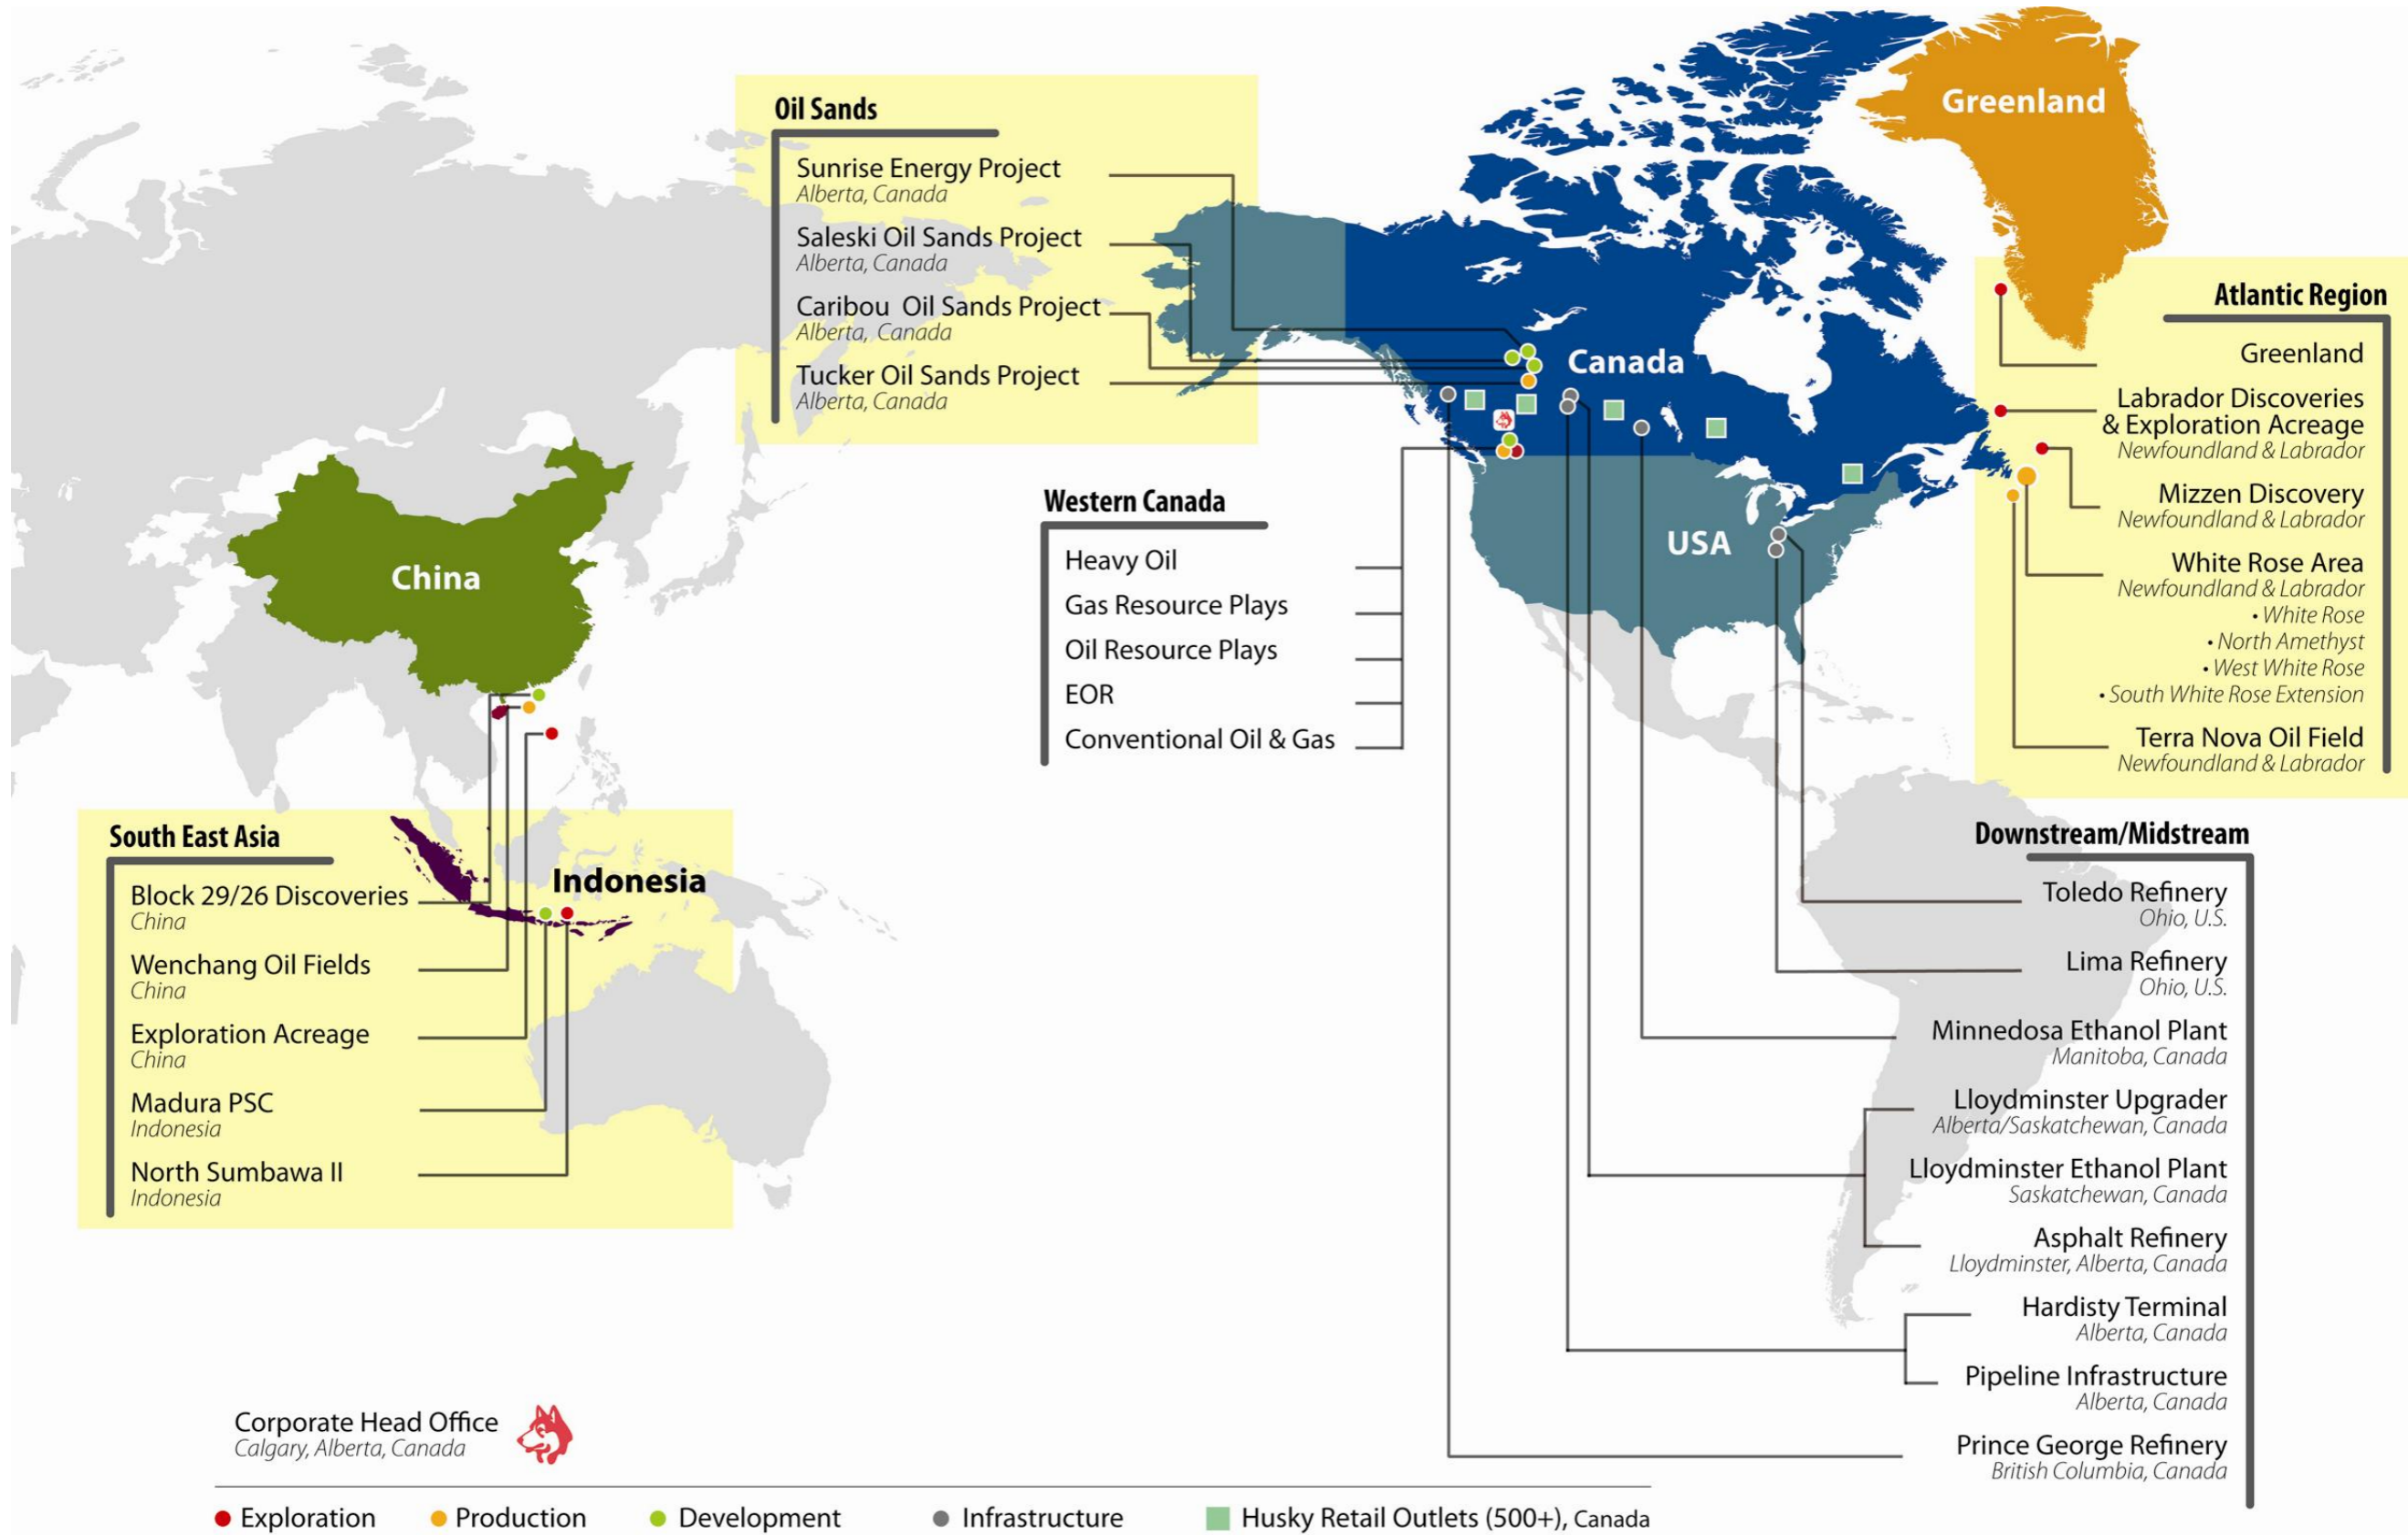 Oil Sands
Sunrise Energy Project
Alberta, Canada
Saleski Oil Sands Project
Alberta, Canada
Caribou Oil Sands Project
Alberta, Canada
Tucker Oil Sands Project
Alberta, Canada
Greenland
Canada
USA
China
Indonesia
Atlantic Region
Greenland
Labrador Discoveries
& Exploration Acreage
Newfoundland & Labrador
Mizzen Discovery
Newfoundland & Labrador
White Rose Area
Newfoundland & Labrador
• White Rose
• North Amethyst
• West White Rose
• South White Rose Extension
Terra Nova Oil Field
Newfoundland & Labrador
Western Canada
Heavy Oil
Gas Resource Plays
Oil Resource Plays
EOR
Conventional Oil & Gas
South East Asia
Block 29/26 Discoveries
China
Wenchang Oil Fields
China
Exploration Acreage
China
Madura PSC
Indonesia
North Sumbawa II
Indonesia
Downstream/Midstream
Toledo Refinery
Ohio, U.S.
Lima Refinery
Ohio, U.S.
Minnedosa Ethanol Plant
Manitoba, Canada
Lloydminster Upgrader
Alberta/Saskatchewan, Canada
Lloydminster Ethanol Plant
Saskatchewan, Canada
Asphalt Refinery
Lloydminster, Alberta, Canada
Hardisty Terminal
Alberta, Canada
Pipeline Infrastructure
Alberta, Canada
Prince George Refinery
British Columbia, Canada
Corporate Head Office
Calgary, Alberta, Canada
Exploration
Production
Development
Infrastructure
Husky Retail Outlets (500+), Canada